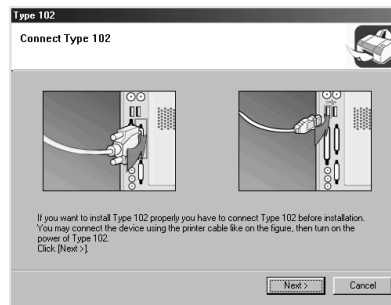 Type 102
Connect Type 102
If you want to install Type 102 properly you have to connect Type 102 before installation.
You may connect the device using the printer cable like on the figure, then turn on the
power of Type 102.
Click [Next >].
Next >
Cancel